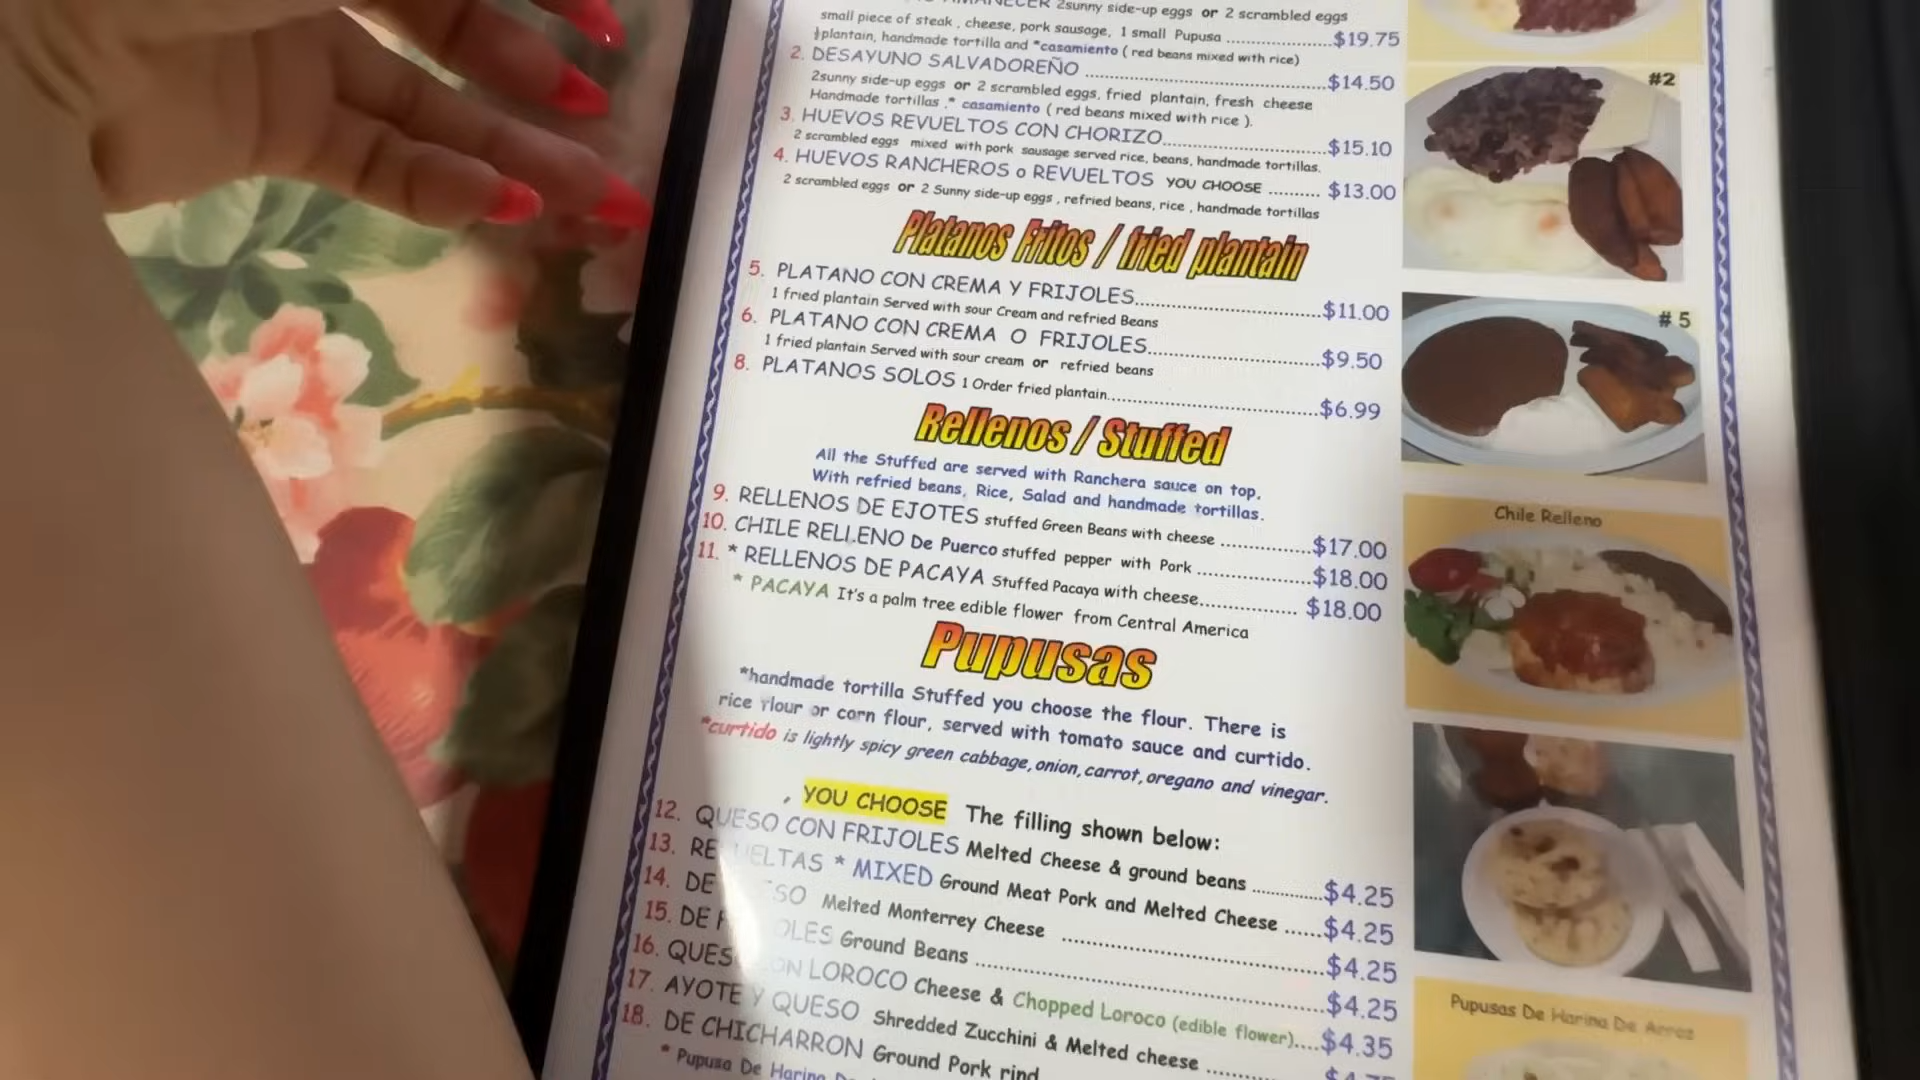 AMANECER 2sunny side-up eggs or 2 scrambled eggs
small piece of steak , cheese, pork sausage, 1 small Pupusa ..................$19.75
½plantain, handmade tortilla and *casamiento ( red beans mixed with rice)
2. DESAYUNO SALVADOREÑO ..................$14.50
2sunny side-up eggs or 2 scrambled eggs, fried plantain, fresh cheese
Handmade tortillas ,* casamiento ( red beans mixed with rice ).
3. HUEVOS REVUELTOS CON CHORIZO..................$15.10
2 scrambled eggs mixed with pork sausage served rice, beans, handmade tortillas.
4. HUEVOS RANCHEROS o REVUELTOS YOU CHOOSE ......... $13.00
2 scrambled eggs or 2 Sunny side-up eggs , refried beans, rice , handmade tortillas
Platanos Fritos / fried plantain
5. PLATANO CON CREMA Y FRIJOLES..................$11.00
1 fried plantain Served with sour Cream and refried Beans
6. PLATANO CON CREMA O FRIJOLES..................$9.50
1 fried plantain Served with sour cream or refried beans
8. PLATANOS SOLOS 1 Order fried plantain..................$6.99
Rellenos / Stuffed
All the Stuffed are served with Ranchera sauce on top,
With refried beans, Rice, Salad and handmade tortillas.
9. RELLENOS DE EJOTES stuffed Green Beans with cheese ..................$17.00
10. CHILE RELLENO De Puerco stuffed pepper with Pork ..................$18.00
11. * RELLENOS DE PACAYA Stuffed Pacaya with cheese.................. $18.00
* PACAYA It's a palm tree edible flower from Central America
Pupusas
*handmade tortilla Stuffed you choose the flour. There is
rice flour or corn flour, served with tomato sauce and curtido.
*curtido is lightly spicy green cabbage, onion, carrot, oregano and vinegar.
, YOU CHOOSE The filling shown below:
12. QUESO CON FRIJOLES Melted Cheese & ground beans ..........$4.25
13. REVUELTAS * MIXED Ground Meat Pork and Melted Cheese ......$4.25
14. DE QUESO Melted Monterrey Cheese ..................$4.25
15. DE FRIJOLES Ground Beans ..................$4.25
16. QUESO CON LOROCO Cheese & Chopped Loroco (edible flower)....$4.35
17. AYOTE Y QUESO Shredded Zucchini & Melted cheese ..........
18. DE CHICHARRON Ground Pork rind
* Pupusa De Harina
#2
# 5
Chile Relleno
Pupusas De Harina De Arroz